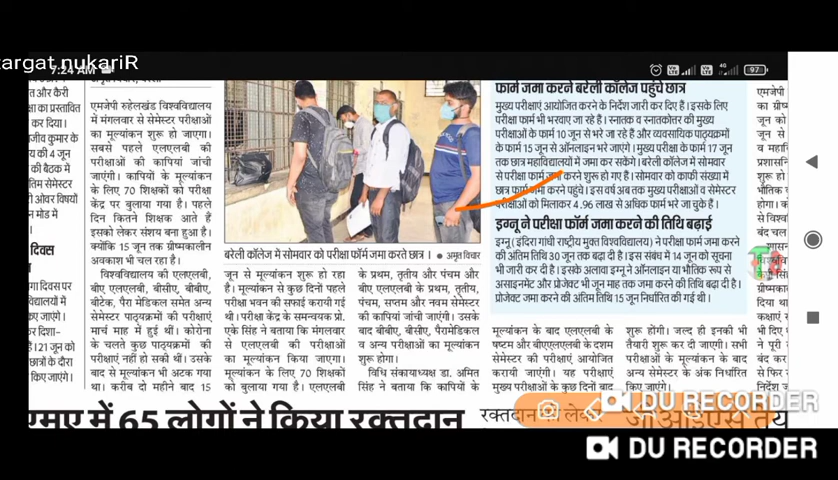 targat.nukariR
7:24 AM
97
फार्म जमा करने बरेली कॉलेज पहुंचे छात्र
मुख्य परीक्षाएं आयोजित करने के निर्देश जारी कर दिए हैं। इसके लिए
परीक्षा फार्म भी भरवाए जा रहे हैं। स्नातक व स्नातकोत्तर की मुख्य
परीक्षाओं के फार्म 10 जून से भरे जा रहे हैं और व्यवसायिक पाठ्यक्रमों
के फार्म 15 जून से ऑनलाइन भरे जाएंगे। मुख्य परीक्षा के फार्म 17 जून
तक छात्र महाविद्यालयों में जमा कर सकेंगे। बरेली कॉलेज में सोमवार
से परीक्षा फार्म जमा करने शुरू हो गए हैं। सोमवार को काफी संख्या में
छात्र फार्म जमा करने पहुंचे। इस वर्ष अब तक मुख्य परीक्षाओं व सेमेस्टर
परीक्षाओं को मिलाकर 4.96 लाख से अधिक फार्म भरे जा चुके हैं।
इग्नू ने परीक्षा फार्म जमा करने की तिथि बढ़ाई
इग्नू (इंदिरा गांधी राष्ट्रीय मुक्त विश्वविद्यालय) ने परीक्षा फार्म जमा करने
की अंतिम तिथि 30 जून तक बढ़ा दी है। इस संबंध में 14 जून को सूचना
भी जारी कर दी है। इसके अलावा इग्नू ने ऑनलाइन या भौतिक रूप से
असाइनमेंट और प्रोजेक्ट भी जून माह तक जमा करने की तिथि बढ़ा दी है।
प्रोजेक्ट जमा करने की अंतिम तिथि 15 जून निर्धारित की गई थी।
एमजेपी रुहेलखंड विश्वविद्यालय
में मंगलवार से सेमेस्टर परीक्षाओं
का मूल्यांकन शुरू हो जाएगा।
सबसे पहले एलएलबी की
परीक्षाओं की कापियां जांची
जाएंगी। कापियों के मूल्यांकन
के लिए 70 शिक्षकों को परीक्षा
केंद्र पर बुलाया गया है। पहले
दिन कितने शिक्षक आते हैं
इसको लेकर संशय बना हुआ है।
क्योंकि 15 जून तक ग्रीष्मकालीन
अवकाश भी चल रहा है।
विश्वविद्यालय की एलएलबी,
बीए एलएलबी, बीसीए, बीबीए,
बीटेक, पैरा मेडिकल समेत अन्य
सेमेस्टर पाठ्यक्रमों की परीक्षाएं
मार्च माह में हुई थीं। कोरोना
के चलते कुछ पाठ्यक्रमों की
परीक्षाएं नहीं हो सकी थीं। उसके
बाद से मूल्यांकन भी अटक गया
था। करीब दो महीने बाद 15
बरेली कॉलेज में सोमवार को परीक्षा फॉर्म जमा करते छात्र। ● अमृत विचार
जून से मूल्यांकन शुरू हो रहा
है। मूल्यांकन से कुछ दिनों पहले
परीक्षा भवन की सफाई करायी गई
थी। परीक्षा केंद्र के समन्वयक प्रो.
एके सिंह ने बताया कि मंगलवार
से एलएलबी की परीक्षाओं
का मूल्यांकन किया जाएगा।
मूल्यांकन के लिए 70 शिक्षकों
को बुलाया गया है। एलएलबी
के प्रथम, तृतीय और पंचम और
बीए एलएलबी के प्रथम, तृतीय,
पंचम, सप्तम और नवम सेमेस्टर
की कापियां जांची जाएंगी। उसके
बाद बीबीए, बीसीए, पैरामेडिकल
व अन्य परीक्षाओं का मूल्यांकन
शुरू होगा।
विधि संकायाध्यक्ष डा. अमित
सिंह ने बताया कि कापियों के
मूल्यांकन के बाद एलएलबी के
षष्टम और बीएएलएलबी के दशम
सेमेस्टर की परीक्षाएं आयोजित
करायी जाएंगी। यह परीक्षाएं
मुख्य परीक्षाओं के कुछ दिनों बाद
शुरू होंगी। जल्द ही इनकी भी
तैयारी शुरू कर दी जाएगी। सभी
परीक्षाओं के मूल्यांकन के बाद
अन्य सेमेस्टर के अंक निर्धारित
किए जाएंगे।
एमए में 65 लोगों ने किया रक्तदान
DU RECORDER
DU RECORDER